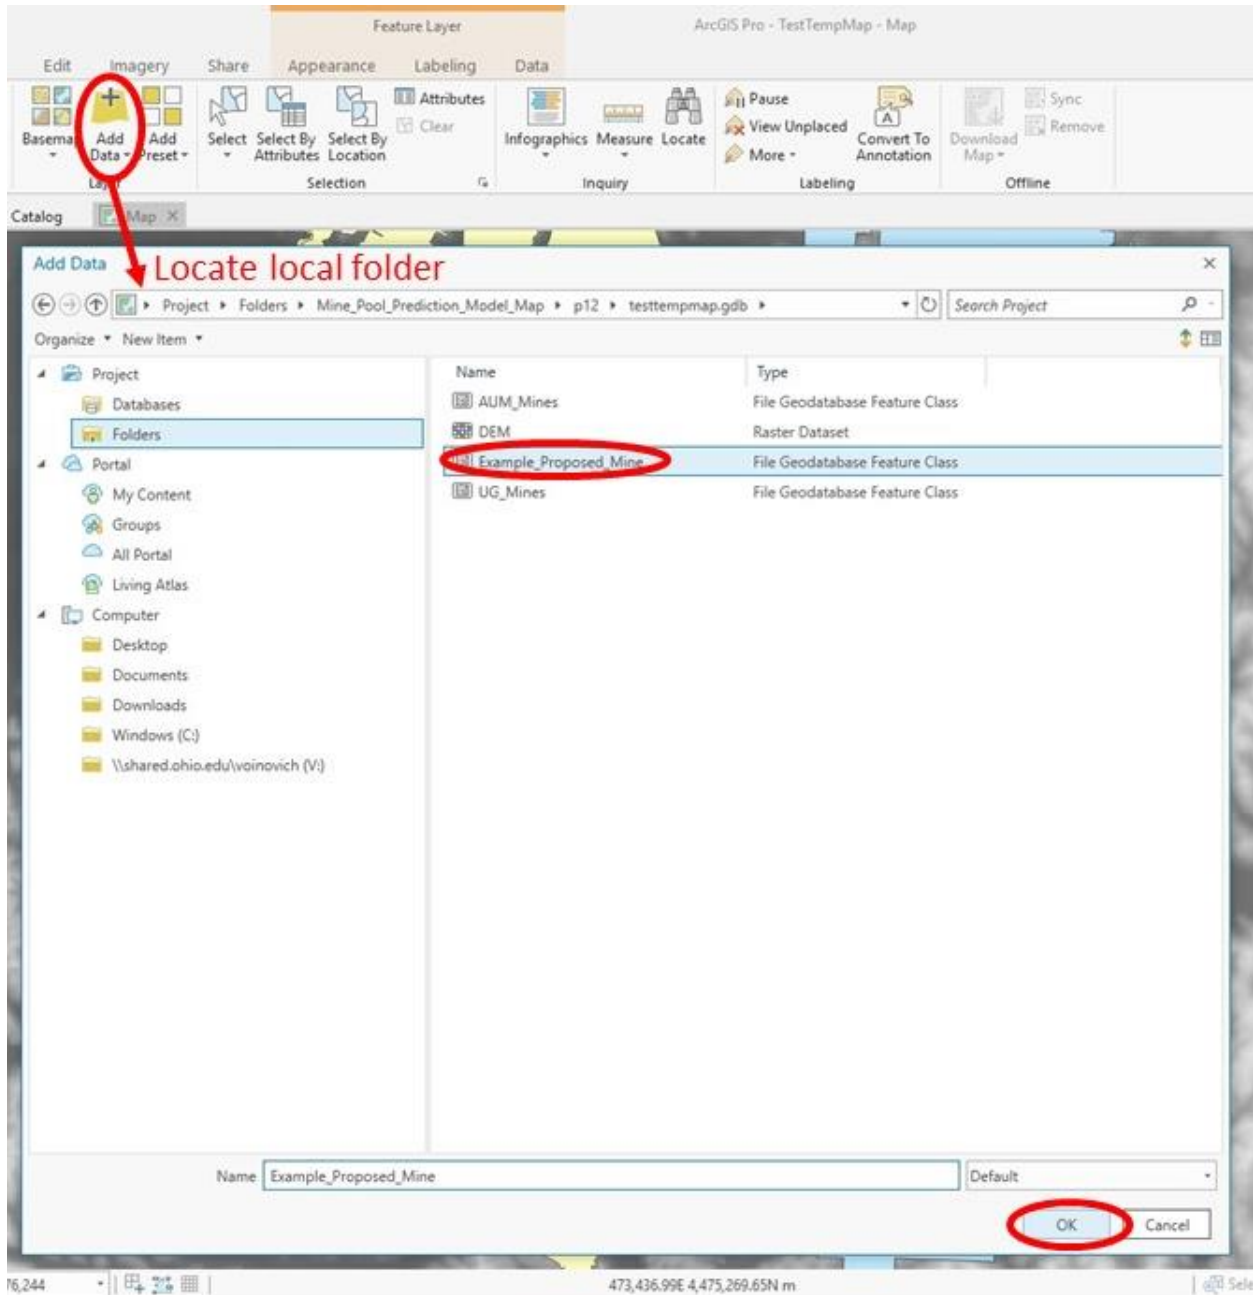 Feature Layer ArcGIS Pro - TestTempMap - Map
Edit Imagery Share Appearance Labeling Data
Basema Add Data Add Preset Select Select By Attributes Select By Location Attributes Clear Infographics Measure Locate Pause View Unplaced More Convert To Annotation Download Map Sync Remove
Layer Selection Inquiry Labeling Offline
Catalog Map
Add Data
Locate local folder
Project Folders Mine_Pool_Prediction_Model_Map p12 testtempmap.gdb Search Project
Organize New Item
Project
Databases
Folders
Portal
My Content
Groups
All Portal
Living Atlas
Computer
Desktop
Documents
Downloads
Windows (C:)
\\shared.ohio.edu\voinovich (V:)
Name Type
AUM_Mines File Geodatabase Feature Class
DEM Raster Dataset
Example_Proposed_Mine File Geodatabase Feature Class
UG_Mines File Geodatabase Feature Class
Name Example_Proposed_Mine Default
OK Cancel
76,244 473,436.99E 4,475,269.65N m Sele